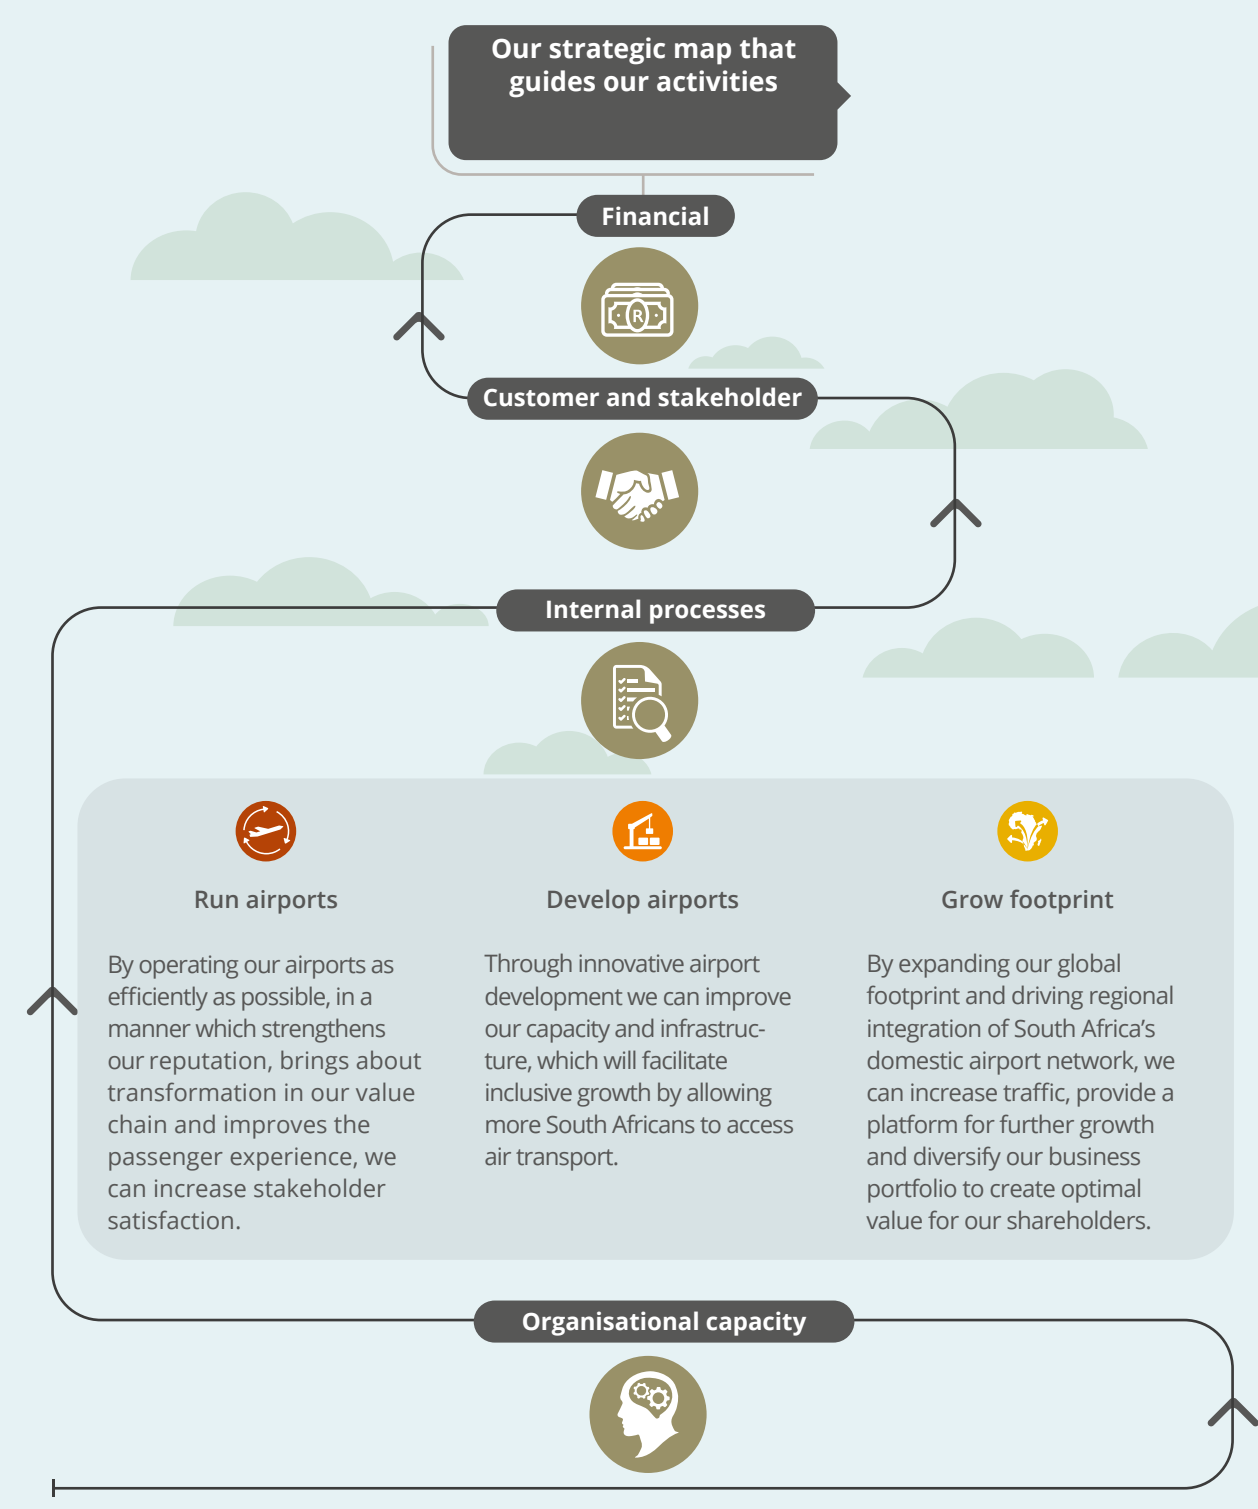 Our strategic map that
guides our activities
Financial
R
Customer and stakeholder
Internal processes
Run airports
By operating our airports as
efficiently as possible, in a
manner which strengthens
our reputation, brings about
transformation in our value
chain and improves the
passenger experience, we
can increase stakeholder
satisfaction.
Develop airports
Through innovative airport
development we can improve
our capacity and infrastruc-
ture, which will facilitate
inclusive growth by allowing
more South Africans to access
air transport.
Grow footprint
By expanding our global
footprint and driving regional
integration of South Africa’s
domestic airport network, we
can increase traffic, provide a
platform for further growth
and diversify our business
portfolio to create optimal
value for our shareholders.
Organisational capacity